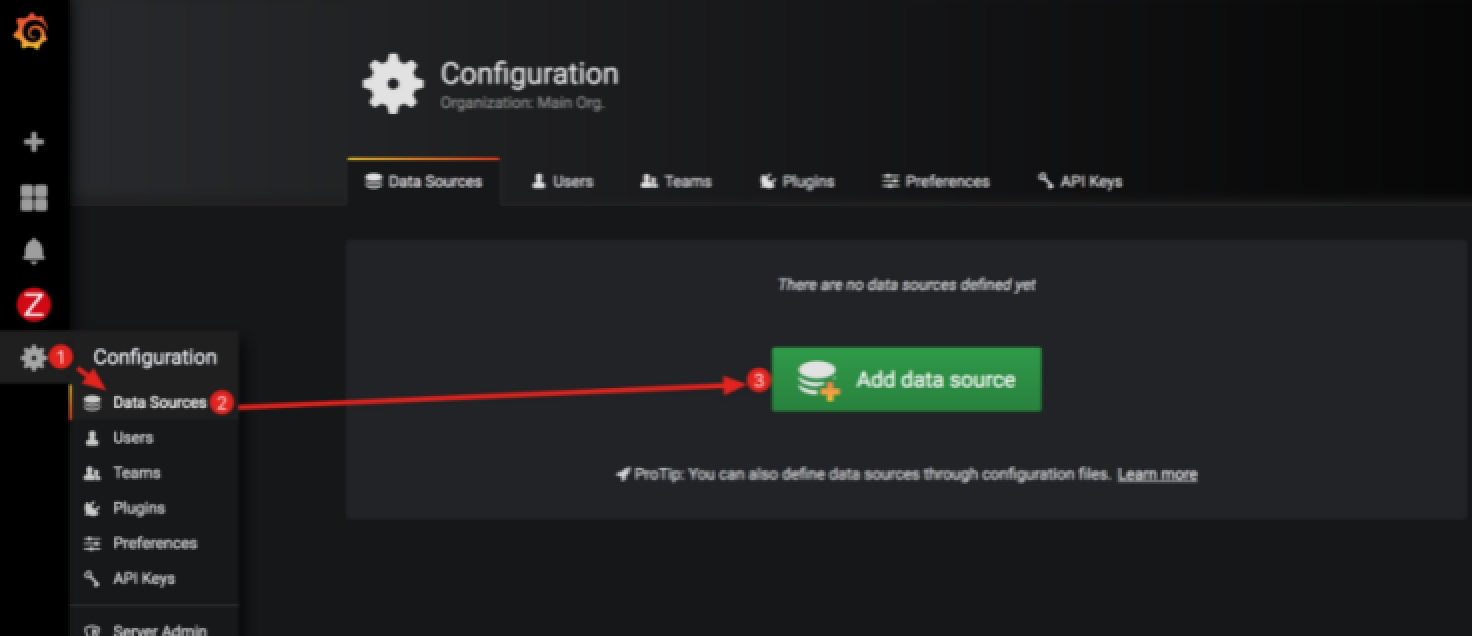 Configuration
Organization: Main Org.
Data Sources Users Teams Plugins Preferences API Keys
There are no data sources defined yet
Z
1 Configuration
3 Add data source
Data Sources 2
Users
Teams
ProTip: You can also define data sources through configuration files. Learn more
Plugins
Preferences
API Keys
Server Admin